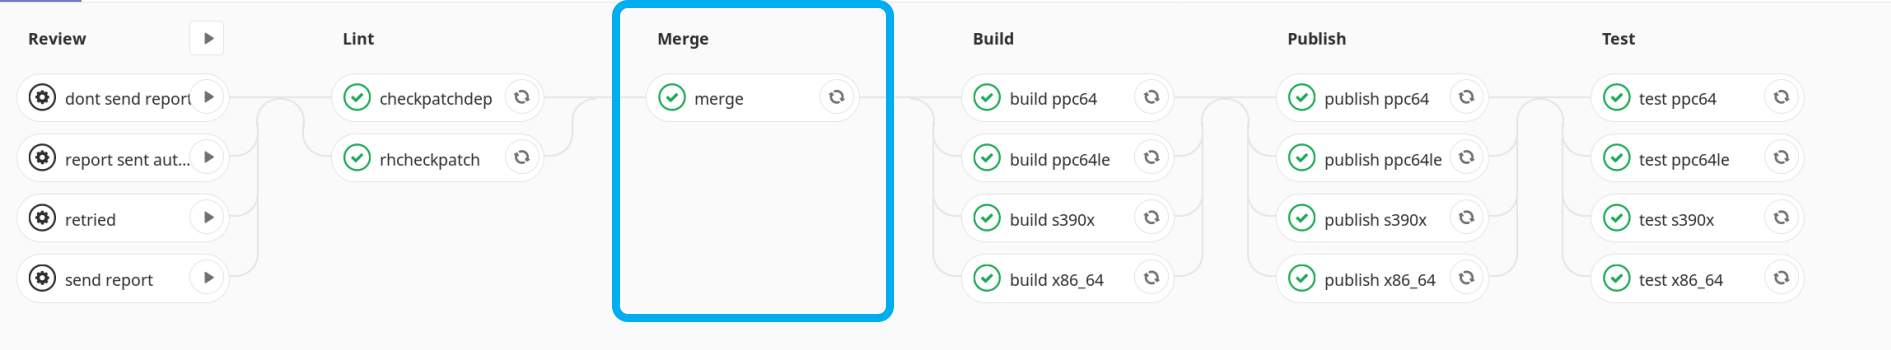 Review
dont send report
report sent aut...
retried
send report
Lint
checkpatchdep
rhcheckpatch
Merge
merge
Build
build ppc64
build ppc64le
build s390x
build x86_64
Publish
publish ppc64
publish ppc64le
publish s390x
publish x86_64
Test
test ppc64
test ppc64le
test s390x
test x86_64